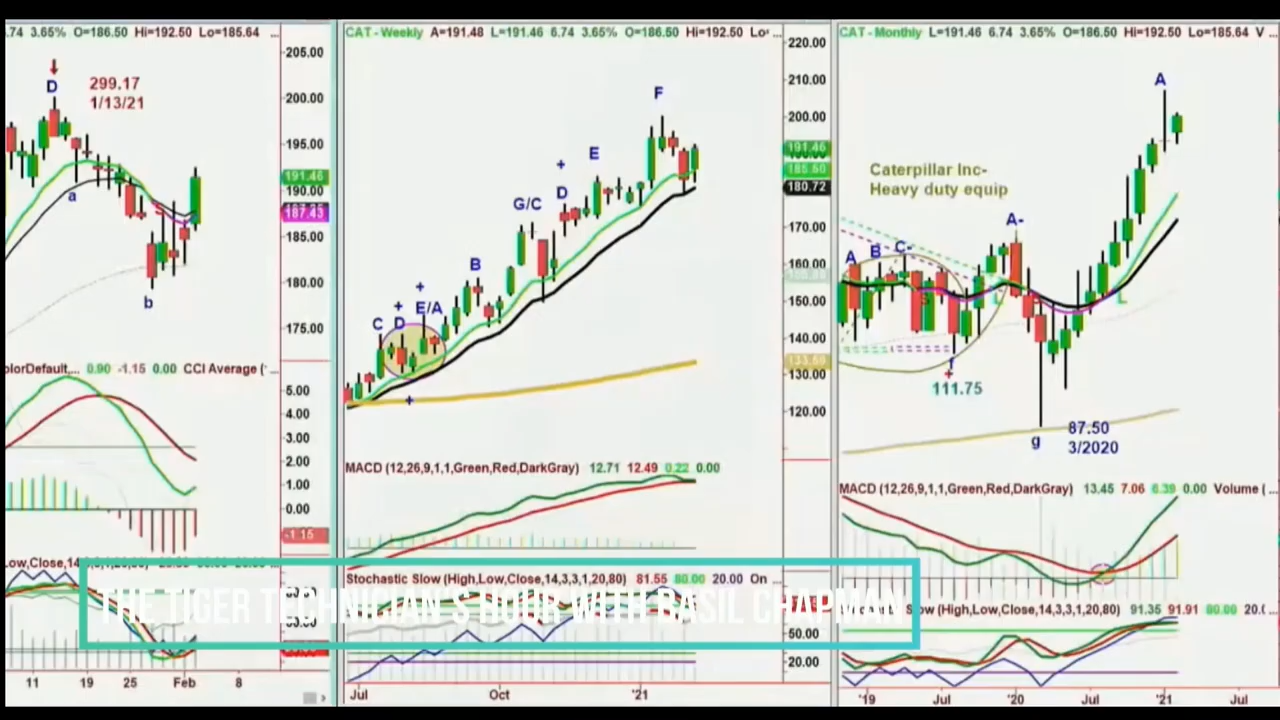 .74 3.65% O=186.50 Hi=192.50 Lo=185.64 ...
205.00
D
299.17
1/13/21
200.00
195.00
191.46
190.00
a
187.43
185.00
180.00
b
175.00
olorDefault,... 0.90 -1.15 0.00 CCI Average (
5.00
4.00
3.00
2.00
1.00
0.00
-1.15
11 19 25 Feb 8
CAT - Weekly A=191.48 L=191.46 6.74 3.65% O=186.50 Hi=192.50 Lo
220.00
210.00
F
200.00
E
+
191.46
D
180.72
G/C
170.00
B
160.00
+
+ E/A
150.00
C D
140.00
133.50
130.00
+
120.00
MACD (12,26,9,1,1,Green,Red,DarkGray) 12.71 12.49 0.22 0.00
Stochastic Slow (High,Low,Close,14,3,3,1,20,80) 81.55 80.00 20.00 On ...
50.00
20.00
Jul Oct '21
CAT - Monthly L=191.46 6.74 3.65% O=186.50 Hi=192.50 Lo=185.64 V ...
A
Caterpillar Inc-
Heavy duty equip
A-
A B C-
L L
+
111.75
87.50
3/2020
g
MACD (12,26,9,1,1,Green,Red,DarkGray) 13.45 7.06 6.39 0.00 Volume (...
Slow (High,Low,Close,14,3,3,1,20,80) 91.35 91.91 80.00 20.(...
'19 Jul '20 Jul '21 Jul
THE TIGER TECHNICIAN'S HOUR WITH BASIL CHAPMAN